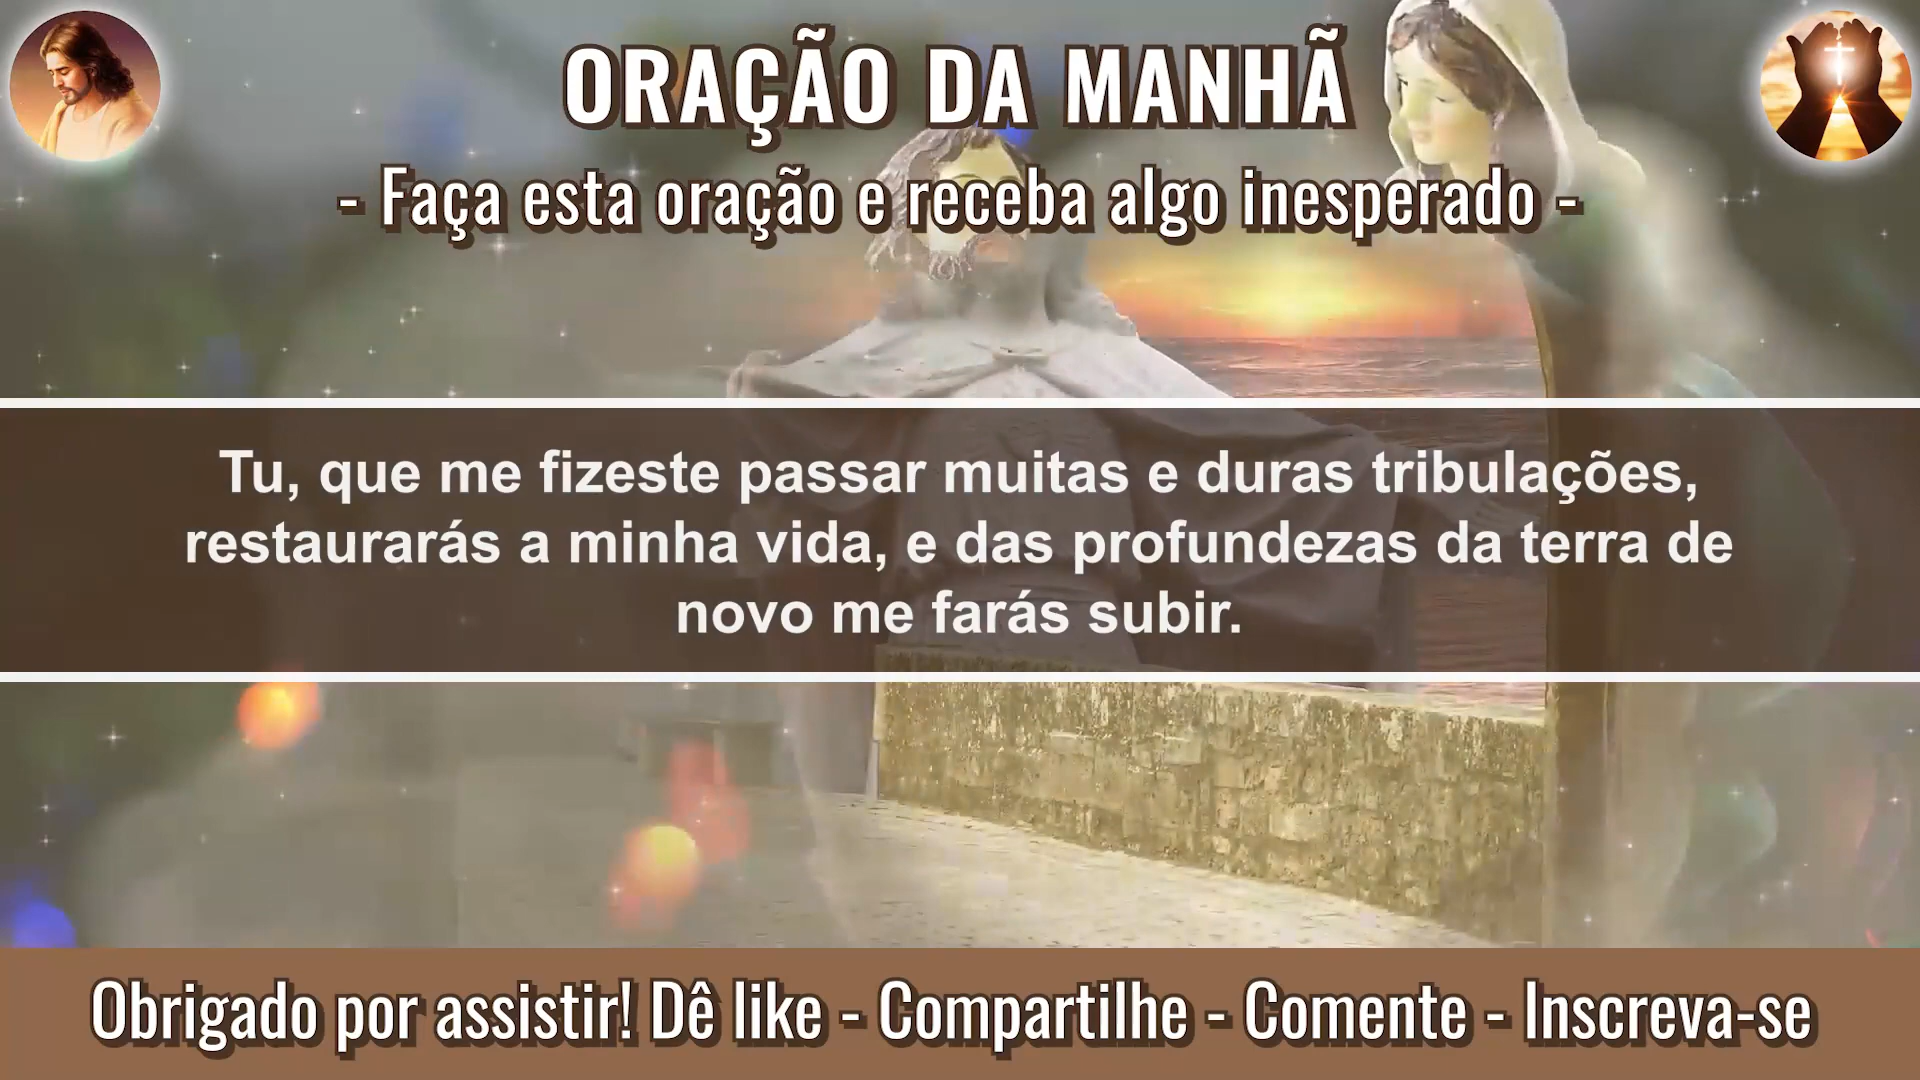 ORAÇÃO DA MANHÃ
- Faça esta oração e receba algo inesperado -
Tu, que me fizeste passar muitas e duras tribulações,
restaurarás a minha vida, e das profundezas da terra de
novo me farás subir.
Obrigado por assistir! Dê like - Compartilhe - Comente - Inscreva-se